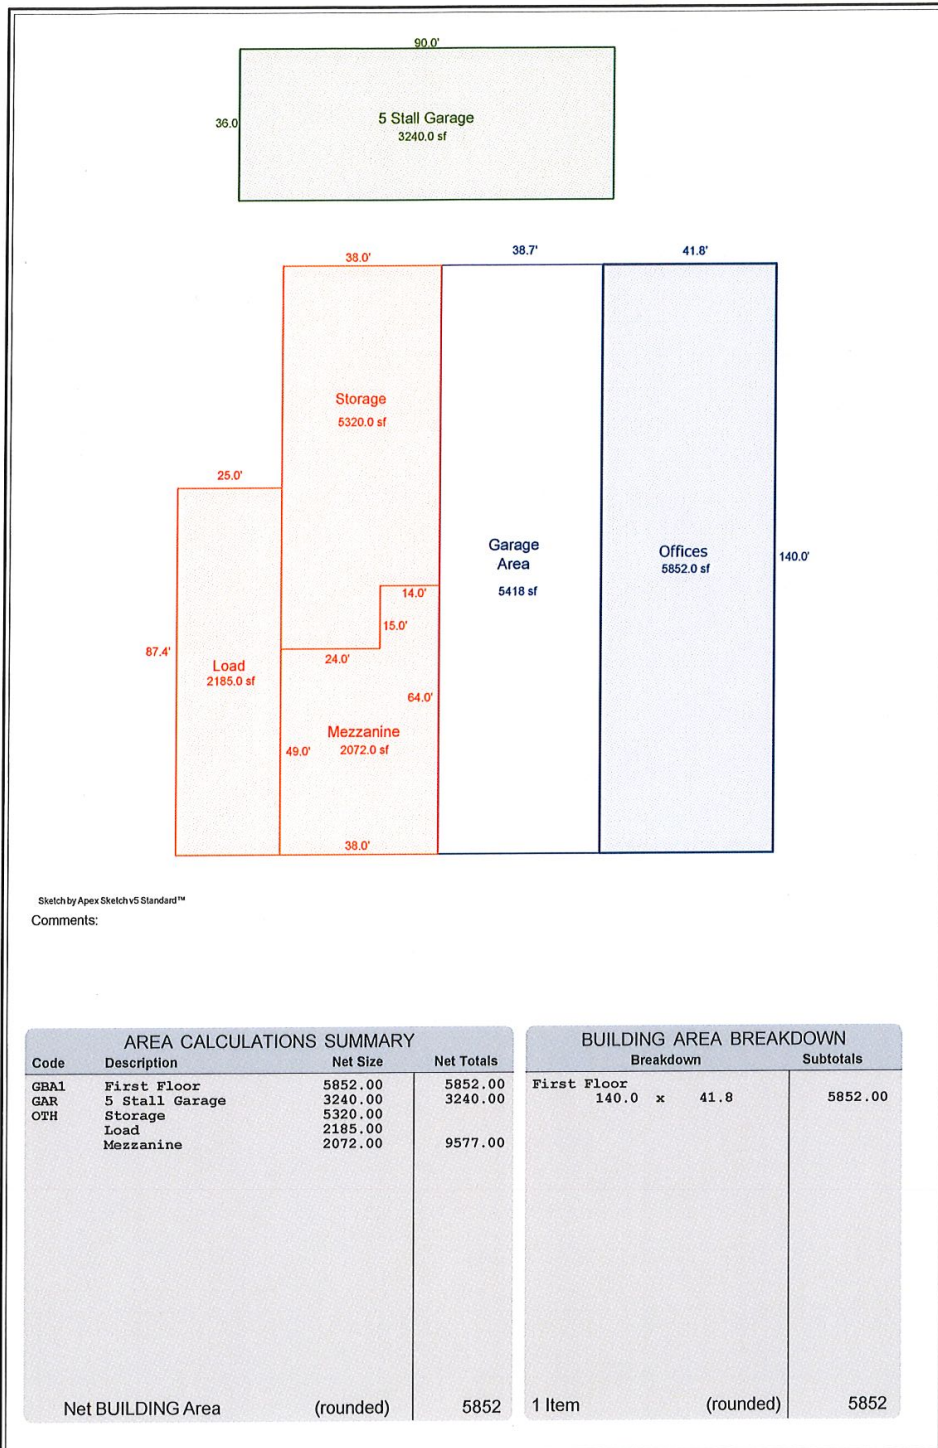 90.0'
36.0
5 Stall Garage
3240.0 sf
38.0'
38.7'
41.8'
Storage
5320.0 sf
25.0'
Garage
Area
5418 sf
Offices
5852.0 sf
140.0'
14.0'
15.0'
24.0'
87.4'
Load
2185.0 sf
64.0'
Mezzanine
2072.0 sf
49.0'
38.0'
Sketch by Apex Sketch v5 Standard™
Comments:
AREA CALCULATIONS SUMMARY
Code Description Net Size Net Totals
GBA1 First Floor 5852.00 5852.00
GAR 5 Stall Garage 3240.00 3240.00
OTH Storage 5320.00
Load 2185.00
Mezzanine 2072.00 9577.00
Net BUILDING Area (rounded) 5852
BUILDING AREA BREAKDOWN
Breakdown Subtotals
First Floor
140.0 x 41.8 5852.00
1 Item (rounded) 5852